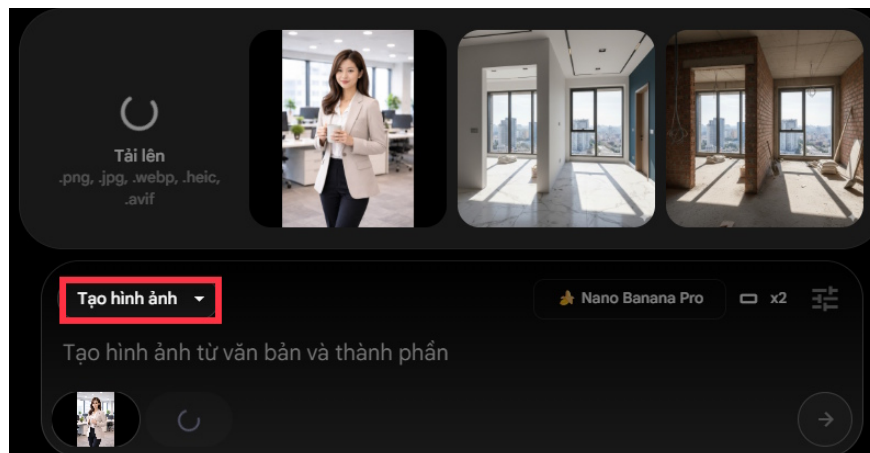 Tải lên
.png, .jpg, .webp, .heic,
.avif
Tạo hình ảnh
Nano Banana Pro
x2
Tạo hình ảnh từ văn bản và thành phần